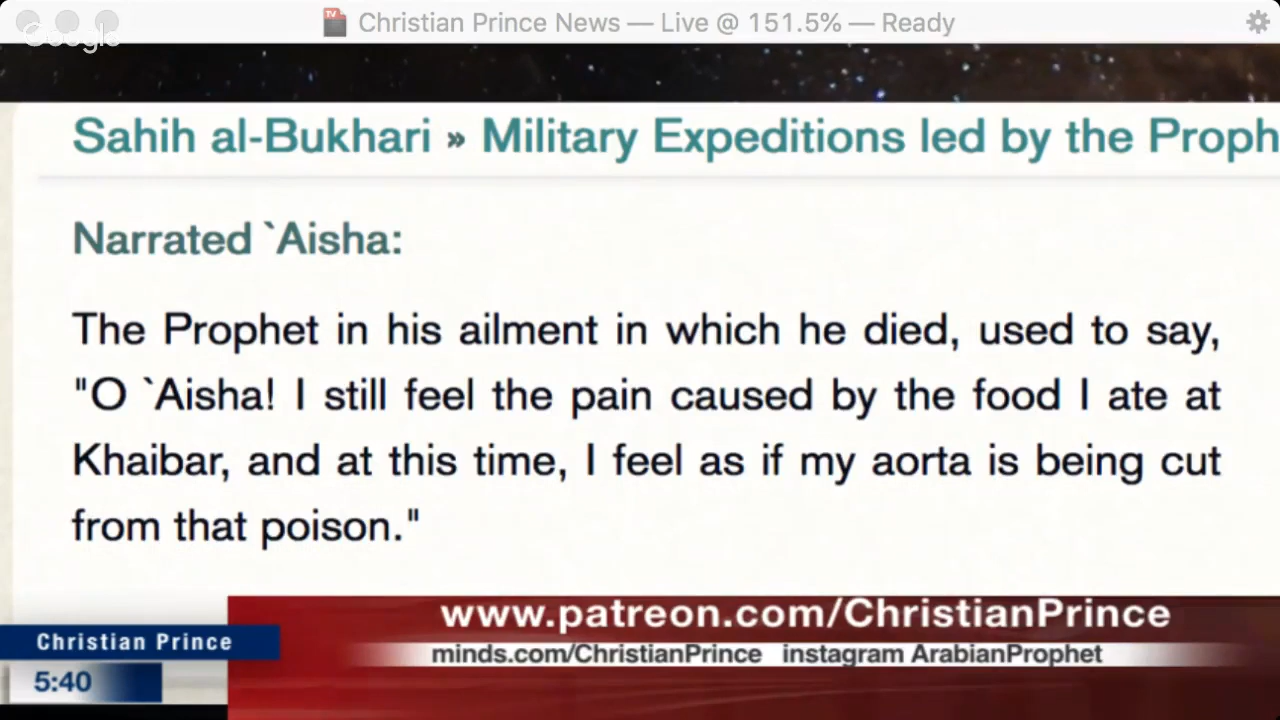 Christian Prince News — Live @ 151.5% — Ready
Google
Sahih al-Bukhari » Military Expeditions led by the Proph
Narrated `Aisha:
The Prophet in his ailment in which he died, used to say,
"O `Aisha! I still feel the pain caused by the food I ate at
Khaibar, and at this time, I feel as if my aorta is being cut
from that poison."
www.patreon.com/ChristianPrince
Christian Prince
minds.com/ChristianPrince instagram ArabianProphet
5:40